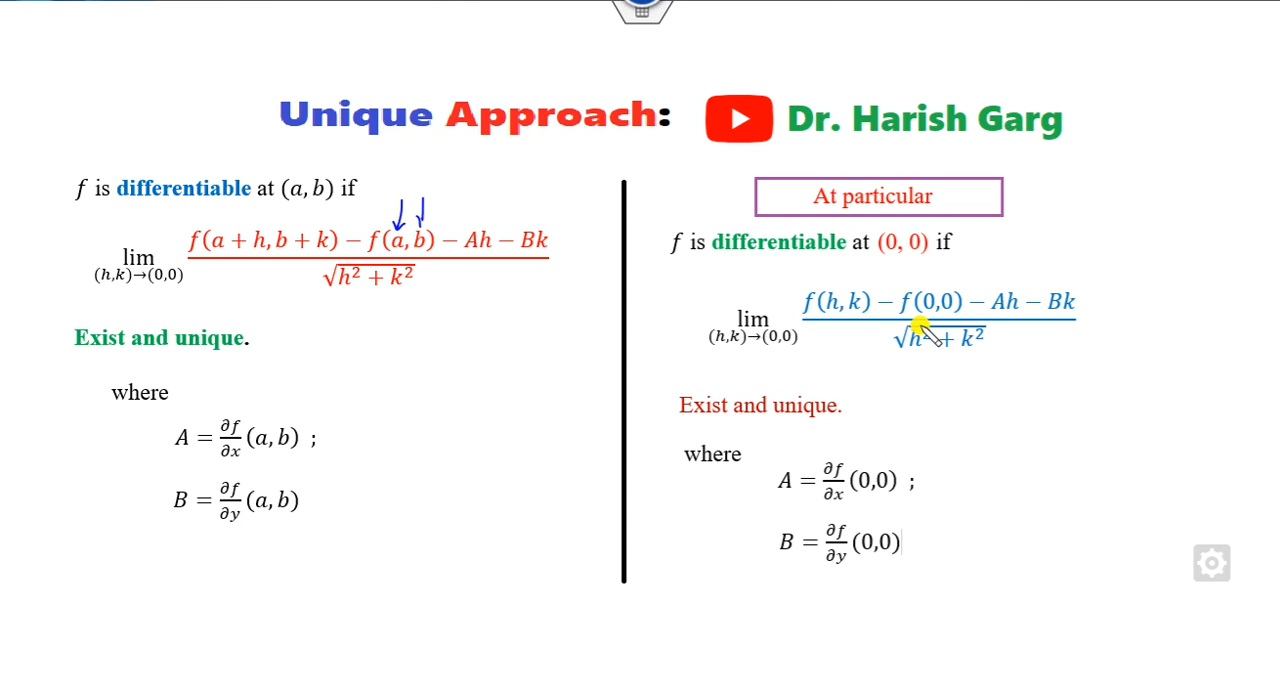 Unique Approach: Dr. Harish Garg
f is differentiable at (a, b) if
lim (h,k)→(0,0) f(a + h, b + k) − f(a, b) − Ah − Bk / √h² + k²
Exist and unique.
where
A = ∂f/∂x (a, b) ;
B = ∂f/∂y (a, b)
At particular
f is differentiable at (0, 0) if
lim (h,k)→(0,0) f(h, k) − f(0,0) − Ah − Bk / √h² + k²
Exist and unique.
where
A = ∂f/∂x (0,0) ;
B = ∂f/∂y (0,0)